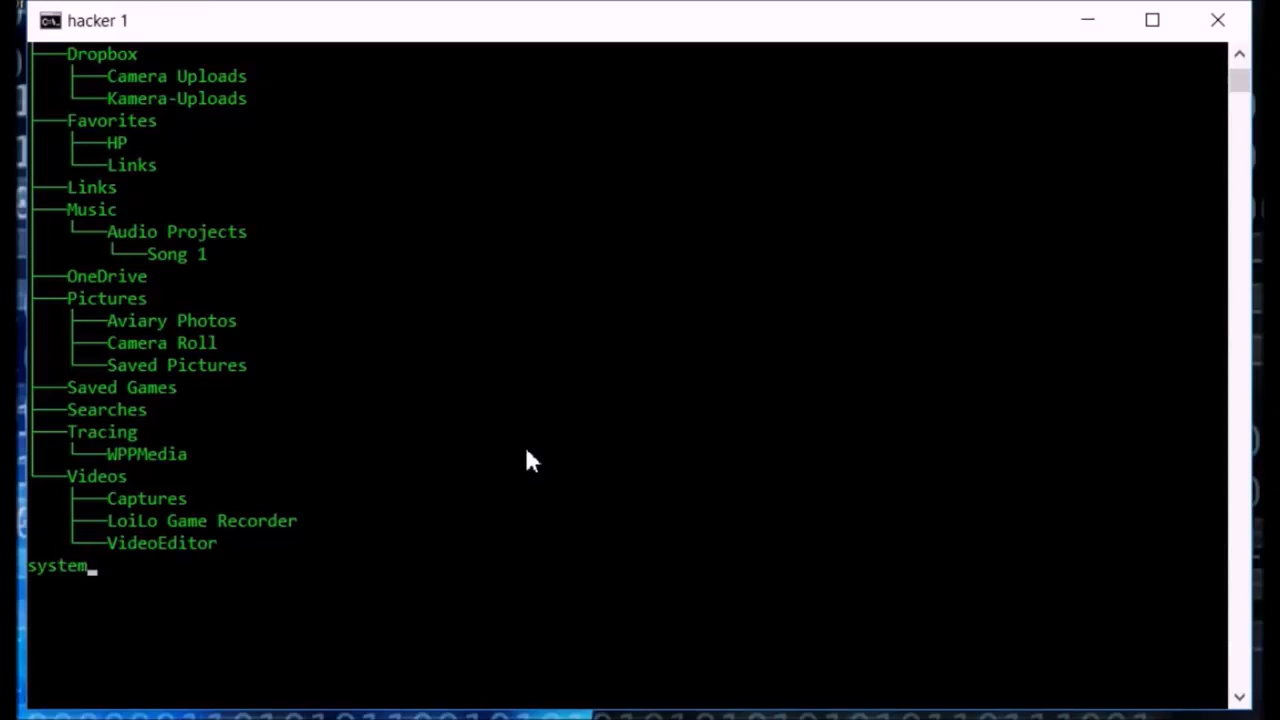 hacker 1
├───Dropbox
│   ├───Camera Uploads
│   └───Kamera-Uploads
├───Favorites
│   ├───HP
│   └───Links
├───Links
├───Music
│   └───Audio Projects
│       └───Song 1
├───OneDrive
├───Pictures
│   ├───Aviary Photos
│   ├───Camera Roll
│   └───Saved Pictures
├───Saved Games
├───Searches
├───Tracing
│   └───WPPMedia
└───Videos
    ├───Captures
    ├───LoiLo Game Recorder
    └───VideoEditor
system_